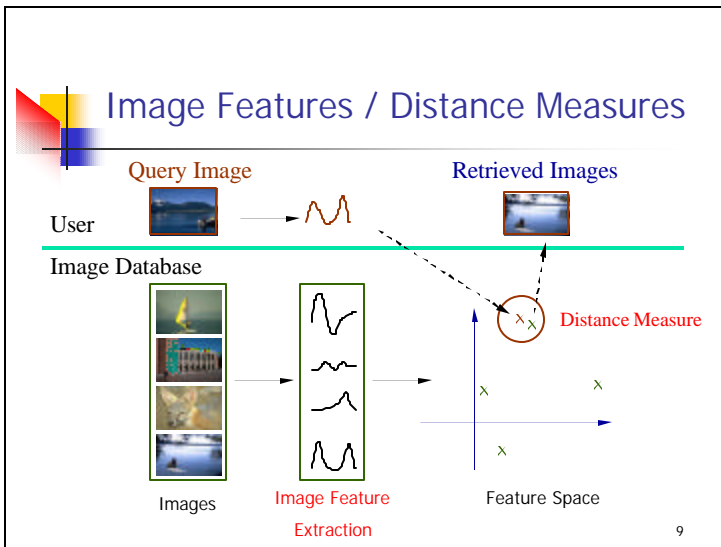 Image Features / Distance Measures
Query Image
Retrieved Images
User
Image Database
Distance Measure
Images
Image Feature
Extraction
Feature Space
9